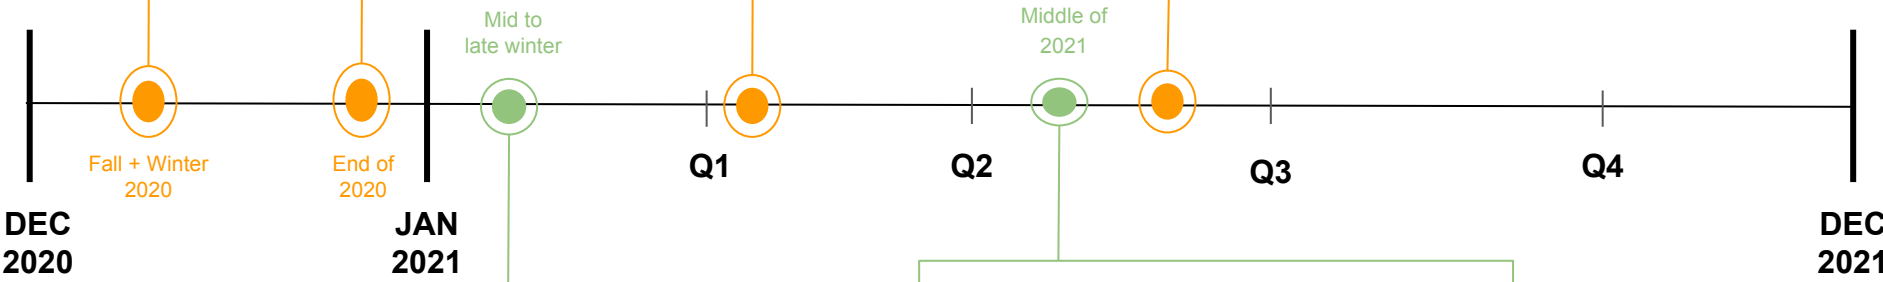 Mid to
late winter
Middle of
2021
Fall + Winter
2020
End of
2020
Q1
Q2
Q3
Q4
DEC
2020
JAN
2021
DEC
2021